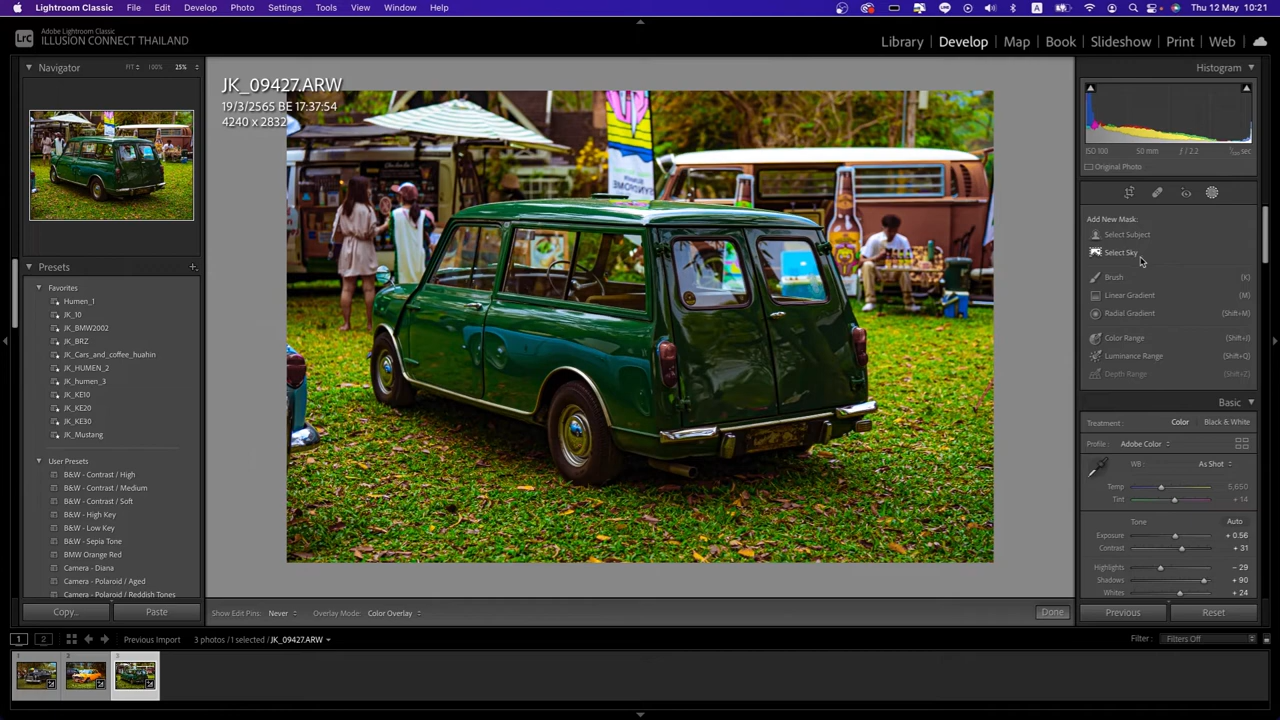 Lightroom Classic File Edit Develop Photo Settings Tools View Window Help A Thu 12 May 10:21
Lrc Adobe Lightroom Classic
ILLUSION CONNECT THAILAND
Library Develop Map Book Slideshow Print Web
Navigator FIT 100% 25%
JK_09427.ARW
19/3/2565 BE 17:37:54
4240 x 2832
Histogram
ISO 100 50 mm ƒ / 2.2 sec
Original Photo
Add New Mask:
Select Subject
Select Sky
Brush (K)
Linear Gradient (M)
Radial Gradient (Shift+M)
Color Range (Shift+J)
Luminance Range (Shift+Q)
Depth Range (Shift+Z)
Basic
Treatment: Color Black & White
Profile: Adobe Color
WB: As Shot
Temp 5,650
Tint + 14
Tone Auto
Exposure + 0.56
Contrast + 31
Highlights − 29
Shadows + 90
Whites + 24
Previous Reset
Presets +
Favorites
Humen_1
JK_10
JK_BMW2002
JK_BRZ
JK_Cars_and_coffee_huahin
JK_HUMEN_2
JK_humen_3
JK_KE10
JK_KE20
JK_KE30
JK_Mustang
User Presets
B&W - Contrast / High
B&W - Contrast / Medium
B&W - Contrast / Soft
B&W - High Key
B&W - Low Key
B&W - Sepia Tone
BMW Orange Red
Camera - Diana
Camera - Polaroid / Aged
Camera - Polaroid / Reddish Tones
Copy... Paste
Show Edit Pins: Never Overlay Mode: Color Overlay Done
1 2 Previous Import 3 photos / 1 selected / JK_09427.ARW Filter : Filters Off
1 2 3